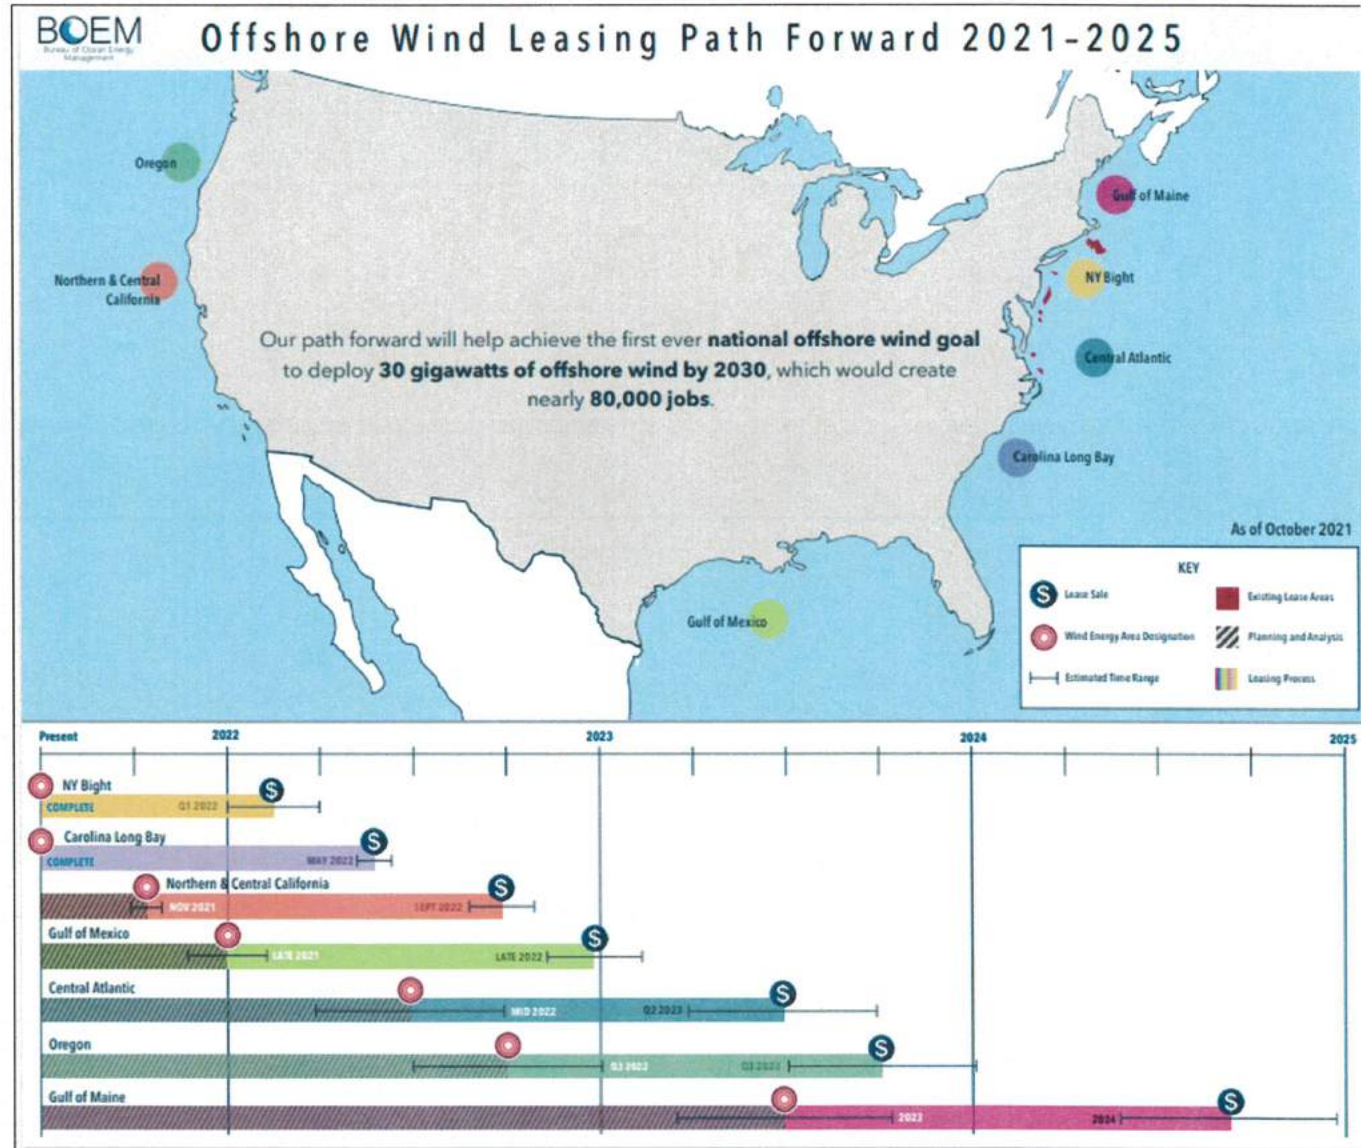 BOEM
Bureau of Ocean Energy
Management
Offshore Wind Leasing Path Forward 2021-2025
Oregon
Gulf of Maine
Northern & Central
California
NY Bight
Our path forward will help achieve the first ever national offshore wind goal
to deploy 30 gigawatts of offshore wind by 2030, which would create
nearly 80,000 jobs.
Central Atlantic
Carolina Long Bay
Gulf of Mexico
As of October 2021
KEY
$ Lease Sale
Existing Lease Areas
Wind Energy Area Designation
Planning and Analysis
Estimated Time Range
Leasing Process
Present 2022 2023 2024 2025
NY Bight
$
COMPLETE Q1 2022
Carolina Long Bay
$
COMPLETE MAY 2022
Northern & Central California
$
NOV 2021 SEPT 2022
Gulf of Mexico
$
LATE 2021 LATE 2022
Central Atlantic
$
MID 2022 Q2 2023
Oregon
$
Q3 2022 Q3 2023
Gulf of Maine
$
2023 2024